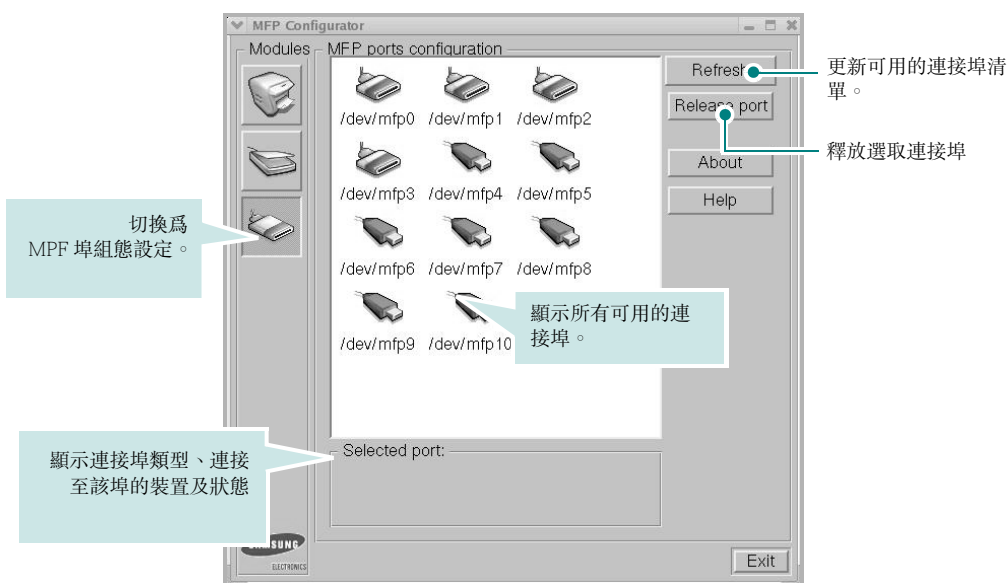 MFP Configurator
Modules
MFP ports configuration
Refresh
更新可用的連接埠清
單。
/dev/mfp0 /dev/mfp1 /dev/mfp2
Release port
釋放選取連接埠
About
/dev/mfp3 /dev/mfp4 /dev/mfp5
Help
切換爲
MPF 埠組態設定。
/dev/mfp6 /dev/mfp7 /dev/mfp8
顯示所有可用的連
接埠。
/dev/mfp9 /dev/mfp10
Selected port:
顯示連接埠類型、連接
至該埠的裝置及狀態
SUNG
ELECTRONICS
Exit